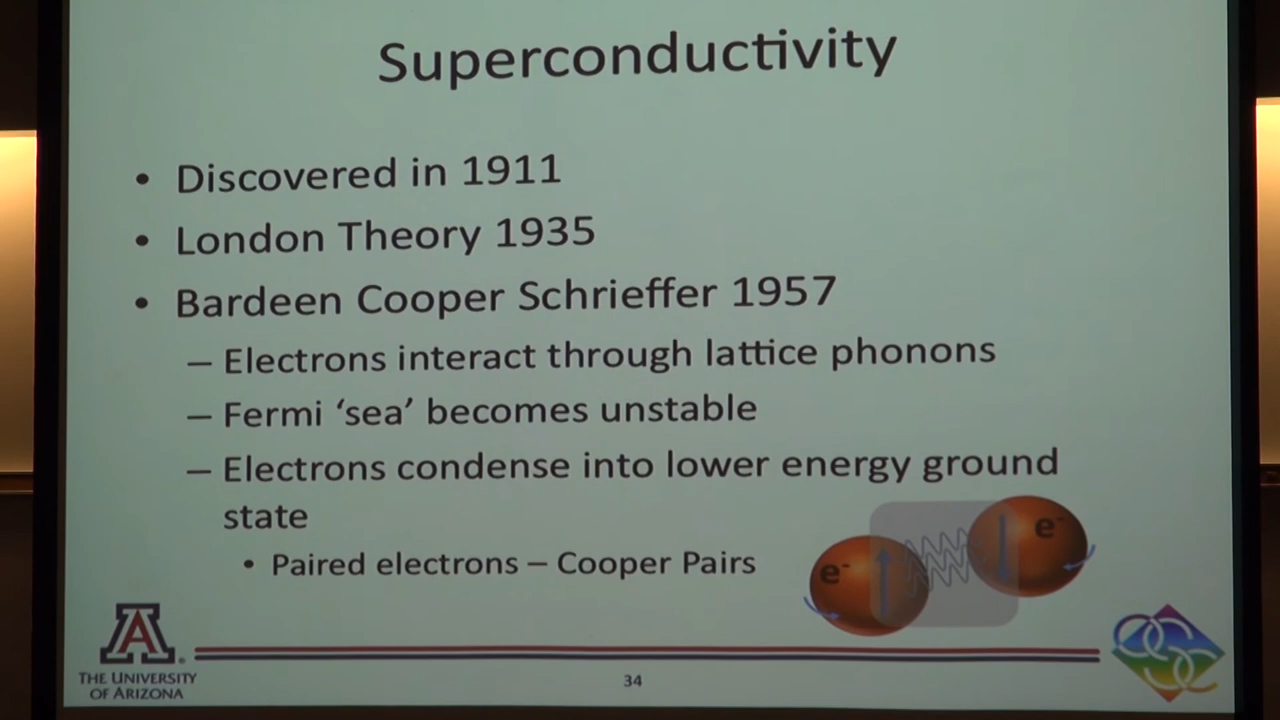 Superconductivity
• Discovered in 1911
• London Theory 1935
• Bardeen Cooper Schrieffer 1957
– Electrons interact through lattice phonons
– Fermi ‘sea’ becomes unstable
– Electrons condense into lower energy ground
state
• Paired electrons – Cooper Pairs
e-
e-
A
THE UNIVERSITY
OF ARIZONA
34
OSC